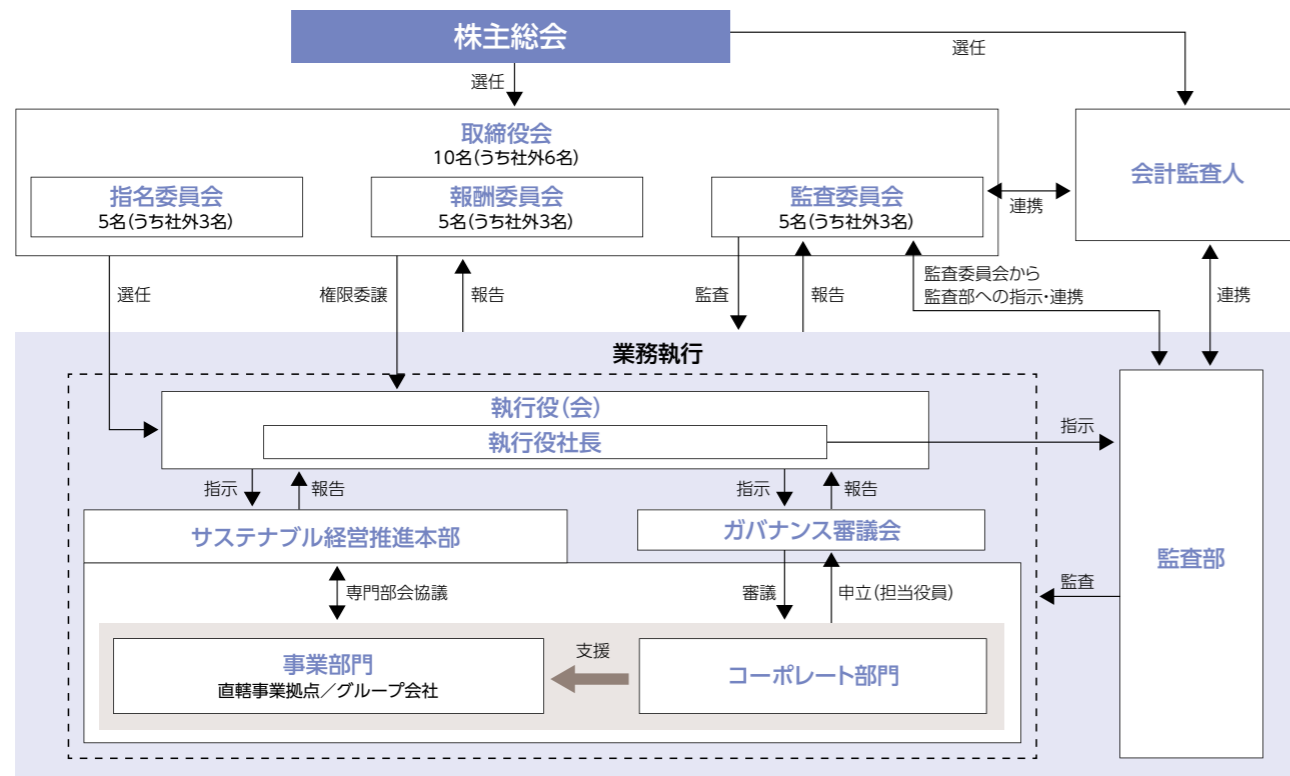 株主総会
選任
選任
取締役会
10名(うち社外6名)
指名委員会
5名(うち社外3名)
報酬委員会
5名(うち社外3名)
監査委員会
5名(うち社外3名)
連携
会計監査人
選任
権限委譲
報告
監査
報告
監査委員会から
監査部への指示・連携
連携
業務執行
執行役(会)
執行役社長
指示
指示
報告
指示
報告
サステナブル経営推進本部
ガバナンス審議会
監査部
専門部会協議
審議
申立(担当役員)
監査
事業部門
直轄事業拠点／グループ会社
支援
コーポレート部門